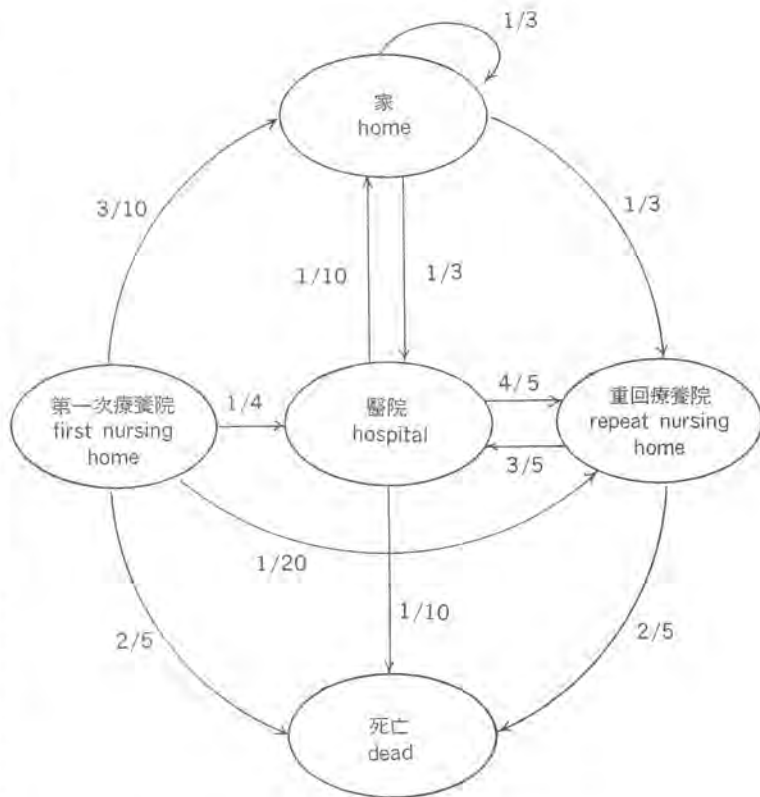 1/3
家
home
3/10
1/3
1/10
1/3
第一次療養院
first nursing
home
1/4
醫院
hospital
4/5
3/5
重回療養院
repeat nursing
home
1/20
2/5
1/10
2/5
死亡
dead